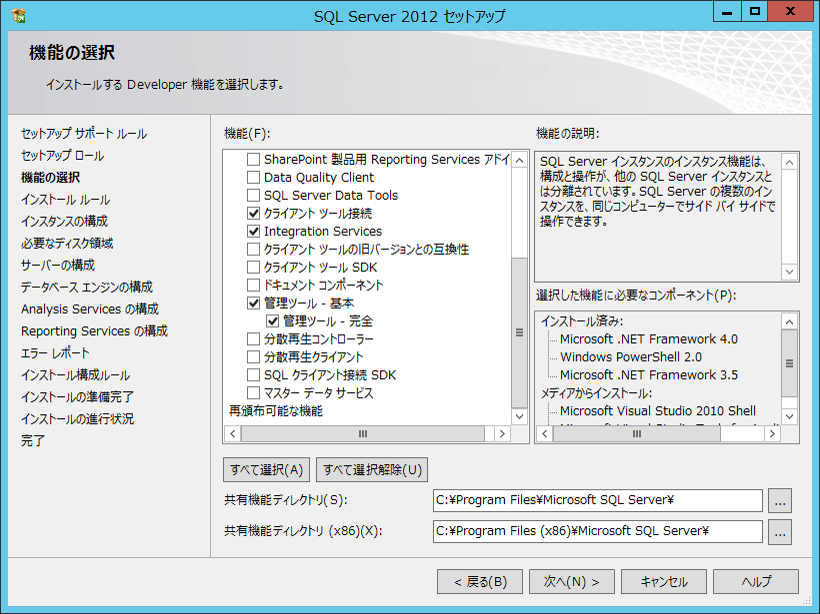 SQL Server 2012 セットアップ
機能の選択
インストールする Developer 機能を選択します。
セットアップ サポート ルール
セットアップ ロール
機能の選択
インストール ルール
インスタンスの構成
必要なディスク領域
サーバーの構成
データベース エンジンの構成
Analysis Services の構成
Reporting Services の構成
エラー レポート
インストール構成ルール
インストールの準備完了
インストールの進行状況
完了
機能(F):
SharePoint 製品用 Reporting Services アドイ
Data Quality Client
SQL Server Data Tools
クライアント ツール接続
Integration Services
クライアント ツールの旧バージョンとの互換性
クライアント ツール SDK
ドキュメント コンポーネント
管理ツール - 基本
管理ツール - 完全
分散再生コントローラー
分散再生クライアント
SQL クライアント接続 SDK
マスター データ サービス
再頒布可能な機能
機能の説明:
SQL Server インスタンスのインスタンス機能は、
構成と操作が、他の SQL Server インスタンスと
は分離されています。SQL Server の複数のイン
スタンスを、同じコンピューターでサイド バイ サイドで
操作できます。
選択した機能に必要なコンポーネント(P):
インストール済み:
Microsoft .NET Framework 4.0
Windows PowerShell 2.0
Microsoft .NET Framework 3.5
メディアからインストール:
Microsoft Visual Studio 2010 Shell
すべて選択(A)
すべて選択解除(U)
共有機能ディレクトリ(S):
C:¥Program Files¥Microsoft SQL Server¥
...
共有機能ディレクトリ (x86)(X):
C:¥Program Files (x86)¥Microsoft SQL Server¥
...
< 戻る(B)
次へ(N) >
キャンセル
ヘルプ